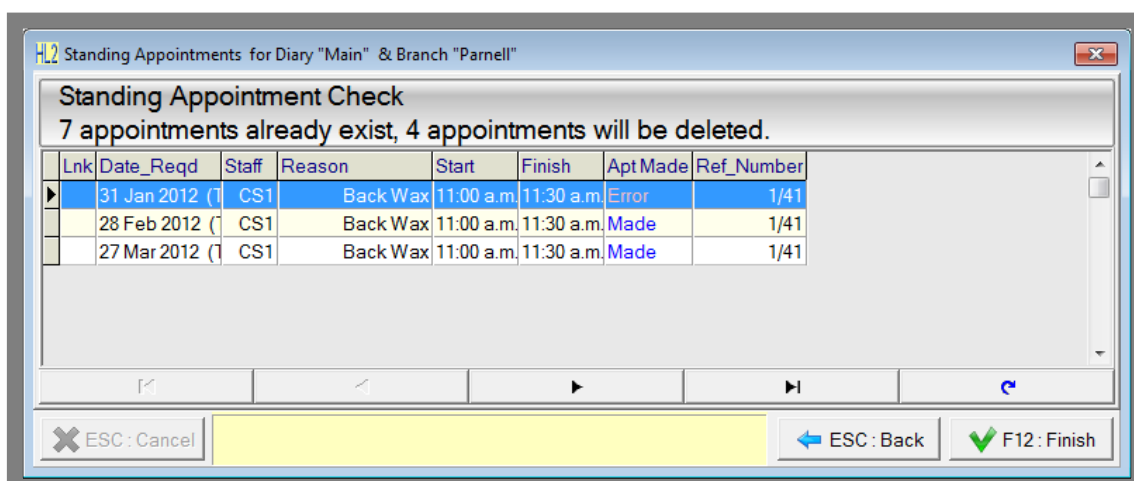 HL2 Standing Appointments for Diary "Main" & Branch "Parnell"
Standing Appointment Check
7 appointments already exist, 4 appointments will be deleted.
Lnk Date_Reqd Staff Reason Start Finish Apt Made Ref_Number
31 Jan 2012 (T CS1 Back Wax 11:00 a.m. 11:30 a.m. Error 1/41
28 Feb 2012 (T CS1 Back Wax 11:00 a.m. 11:30 a.m. Made 1/41
27 Mar 2012 (T CS1 Back Wax 11:00 a.m. 11:30 a.m. Made 1/41
ESC : Cancel ESC : Back F12 : Finish